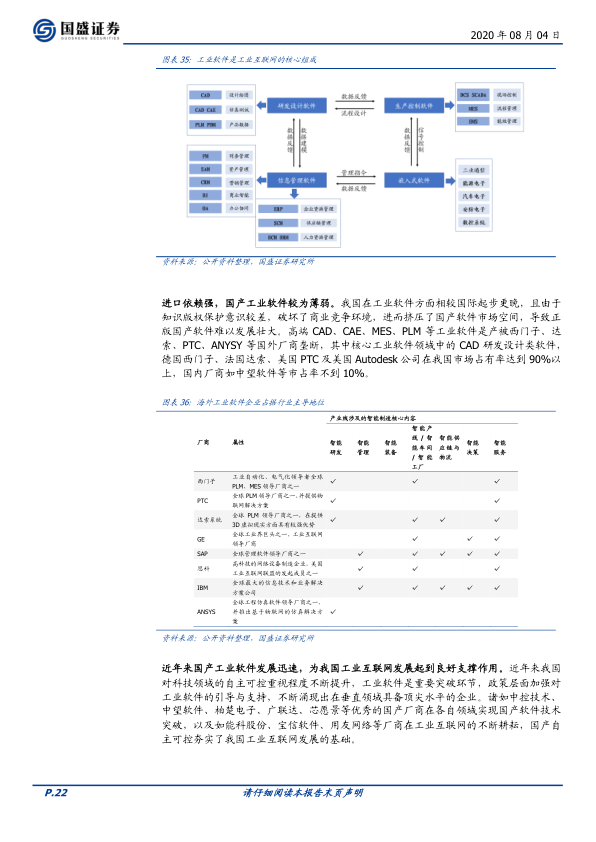 国盛证券
GUOSHENG SECURITIES
2020 年 08 月 04 日
图表 35：工业软件是工业互联网的核心组成
CAD 设计绘图
CAD CAE 仿真测试
PLM PDM 产品数据
研发设计软件
数据反馈
流程设计
生产控制软件
DCS SCADA 现场控制
MES 流程管理
EMS 能效管理
数据反馈
数据建模
信号控制
FM 财务管理
EAM 资产管理
CRM 营销管理
BI 商业智能
OA 办公协同
信息管理软件
管理指令
数据反馈
嵌入式软件
工业通信
能源电子
汽车电子
安防电子
数控系统
ERP 企业资源管理
SCM 供应链管理
HCM HRM 人力资源管理
资料来源：公开资料整理、国盛证券研究所
进口依赖强，国产工业软件较为薄弱。我国在工业软件方面相较国际起步更晚，且由于
知识版权保护意识较差，破坏了商业竞争环境，进而挤压了国产软件市场空间，导致正
版国产软件难以发展壮大。高端 CAD、CAE、MES、PLM 等工业软件是产被西门子、达
索、PTC、ANYSY 等国外厂商垄断，其中核心工业软件领域中的 CAD 研发设计类软件，
德国西门子、法国达索、美国 PTC 及美国 Autodesk 公司在我国市场占有率达到 90%以
上，国内厂商如中望软件等市占率不到 10%。
图表 36：海外工业软件企业占据行业主导地位
产业线涉及的智能制造核心内容
厂商 属性 智能研发 智能管理 智能装备 智能产线/智能车间/智能工厂 智能供应链与物流 智能决策 智能服务
西门子 工业自动化、电气化领导者全球 ✓ ✓ ✓
PLM、MES 领导厂商之一
PTC 全球 PLM 领导厂商之一，并提供物 ✓ ✓
联网解决方案
达索系统 全球 PLM 领导厂商之一，在提供 ✓ ✓ ✓ ✓
3D 虚拟现实方面具有较强优势
GE 全球工业界巨头之一，工业互联网 ✓ ✓ ✓
领导厂商
SAP 全球管理软件领导厂商之一 ✓ ✓ ✓ ✓ ✓
思科 高科技的网络设备制造企业，美国 ✓ ✓ ✓
工业互联网联盟的发起成员之一
IBM 全球最大的信息技术和业务解决 ✓ ✓ ✓ ✓ ✓
方案公司
ANSYS 全球工程仿真软件领导厂商之一， ✓
并推出基于物联网的仿真解决方
案
资料来源：公开资料整理、国盛证券研究所
近年来国产工业软件发展迅速，为我国工业互联网发展起到良好支撑作用。近年来我国
对科技领域的自主可控重视程度不断提升，工业软件是重要突破环节，政策层面加强对
工业软件的引导与支持，不断涌现出在垂直领域具备顶尖水平的企业。诸如中控技术、
中望软件、柏楚电子、广联达、芯愿景等优秀的国产厂商在各自领域实现国产软件技术
突破，以及如能科股份、宝信软件、用友网络等厂商在工业互联网的不断耕耘，国产自
主可控夯实了我国工业互联网发展的基础。
P.22
请仔细阅读本报告末页声明